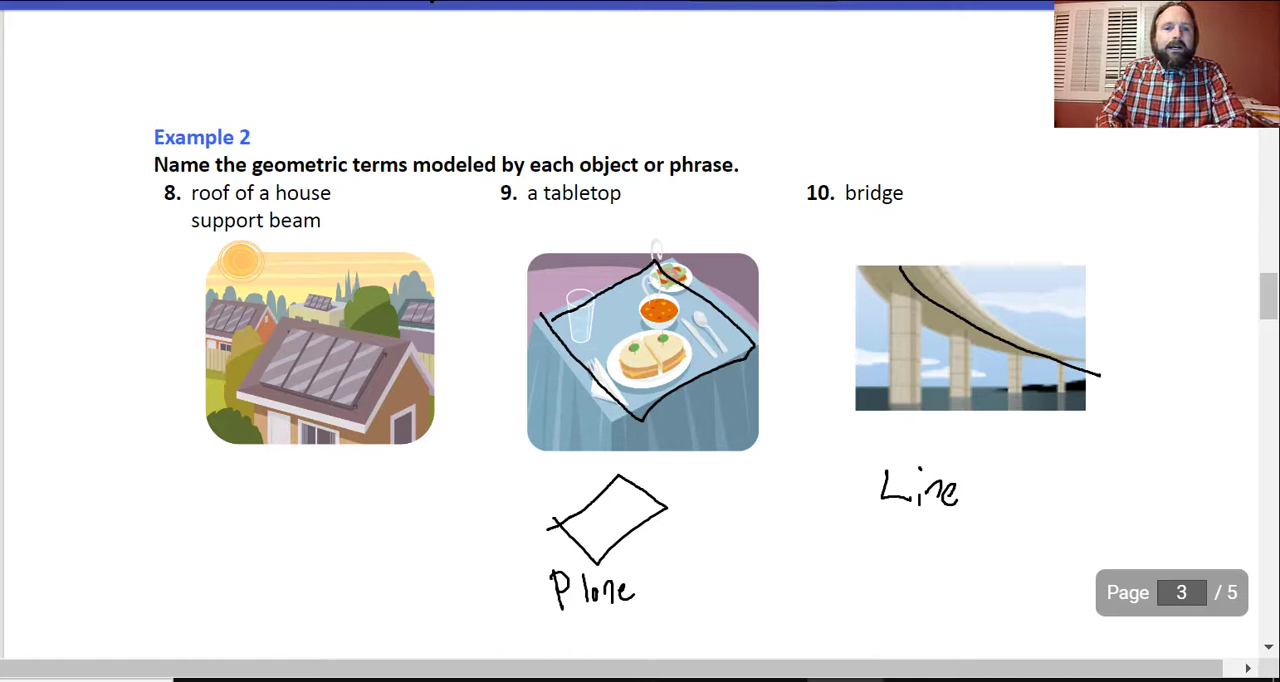 Example 2
Name the geometric terms modeled by each object or phrase.
8. roof of a house
support beam
9. a tabletop
10. bridge
Line
Plane
Page 3 / 5